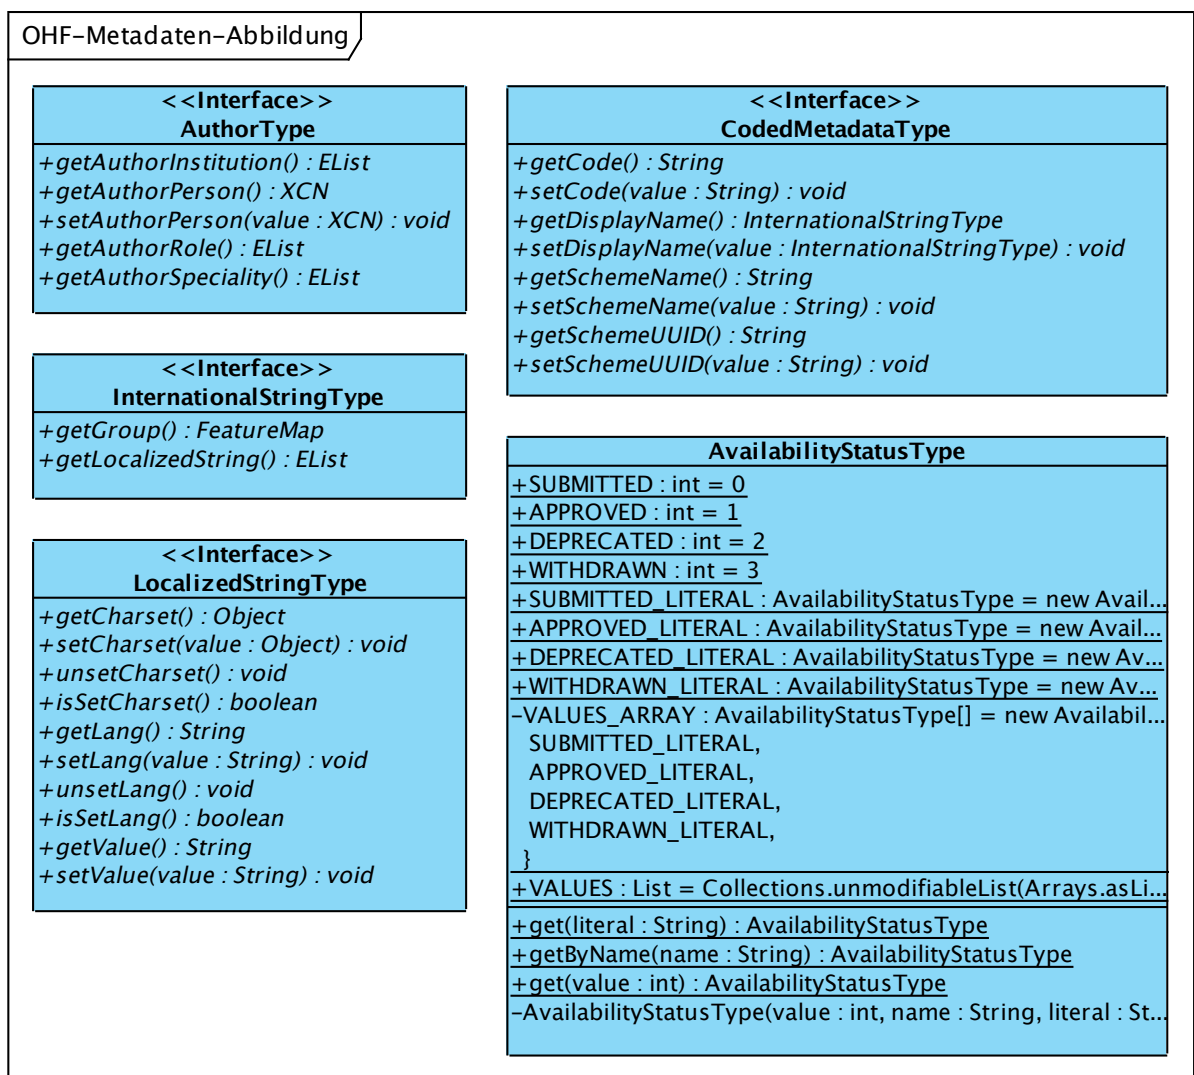 OHF-Metadaten-Abbildung
<<Interface>>
AuthorType
+getAuthorInstitution() : EList
+getAuthorPerson() : XCN
+setAuthorPerson(value : XCN) : void
+getAuthorRole() : EList
+getAuthorSpeciality() : EList
<<Interface>>
InternationalStringType
+getGroup() : FeatureMap
+getLocalizedString() : EList
<<Interface>>
LocalizedStringType
+getCharset() : Object
+setCharset(value : Object) : void
+unsetCharset() : void
+isSetCharset() : boolean
+getLang() : String
+setLang(value : String) : void
+unsetLang() : void
+isSetLang() : boolean
+getValue() : String
+setValue(value : String) : void
<<Interface>>
CodedMetadataType
+getCode() : String
+setCode(value : String) : void
+getDisplayName() : InternationalStringType
+setDisplayName(value : InternationalStringType) : void
+getSchemeName() : String
+setSchemeName(value : String) : void
+getSchemeUUID() : String
+setSchemeUUID(value : String) : void
AvailabilityStatusType
+SUBMITTED : int = 0
+APPROVED : int = 1
+DEPRECATED : int = 2
+WITHDRAWN : int = 3
+SUBMITTED_LITERAL : AvailabilityStatusType = new Avail...
+APPROVED_LITERAL : AvailabilityStatusType = new Avail...
+DEPRECATED_LITERAL : AvailabilityStatusType = new Av...
+WITHDRAWN_LITERAL : AvailabilityStatusType = new Av...
-VALUES_ARRAY : AvailabilityStatusType[] = new Availabil...
SUBMITTED_LITERAL,
APPROVED_LITERAL,
DEPRECATED_LITERAL,
WITHDRAWN_LITERAL,
}
+VALUES : List = Collections.unmodifiableList(Arrays.asLi...
+get(literal : String) : AvailabilityStatusType
+getByName(name : String) : AvailabilityStatusType
+get(value : int) : AvailabilityStatusType
-AvailabilityStatusType(value : int, name : String, literal : St...